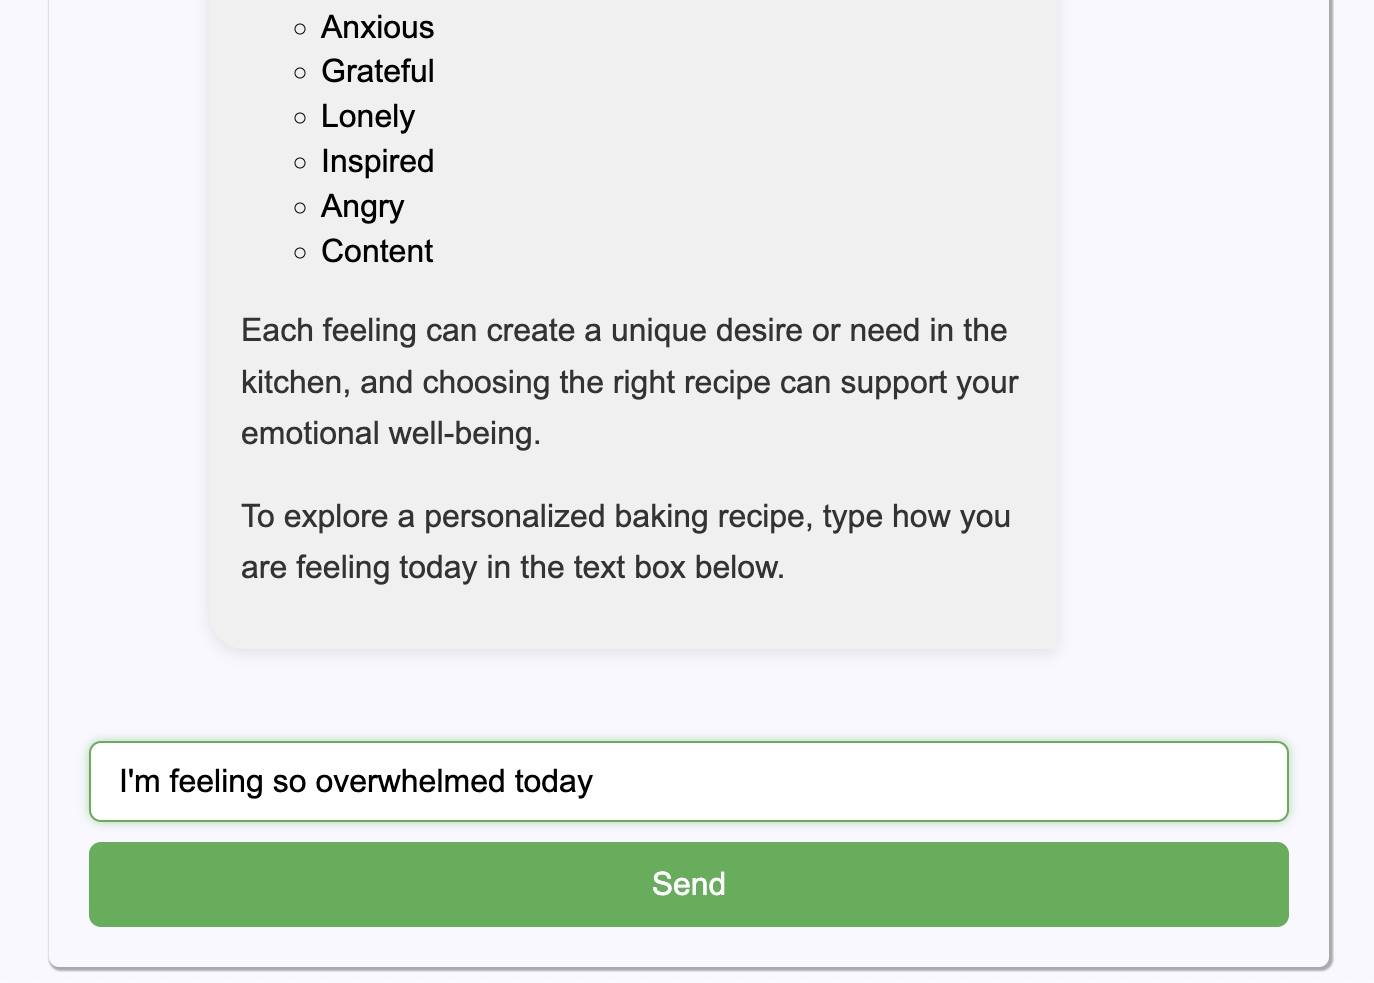 Anxious
Grateful
Lonely
Inspired
Angry
Content
Each feeling can create a unique desire or need in the
kitchen, and choosing the right recipe can support your
emotional well-being.
To explore a personalized baking recipe, type how you
are feeling today in the text box below.
I'm feeling so overwhelmed today
Send